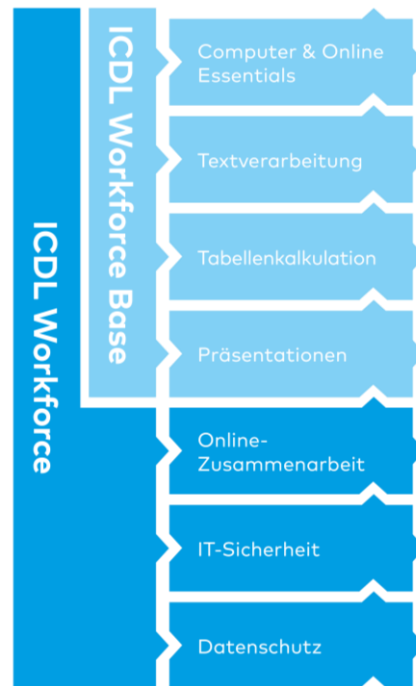 ICDL Workforce
ICDL Workforce Base
Computer & Online
Essentials
Textverarbeitung
Tabellenkalkulation
Präsentationen
Online-
Zusammenarbeit
IT-Sicherheit
Datenschutz